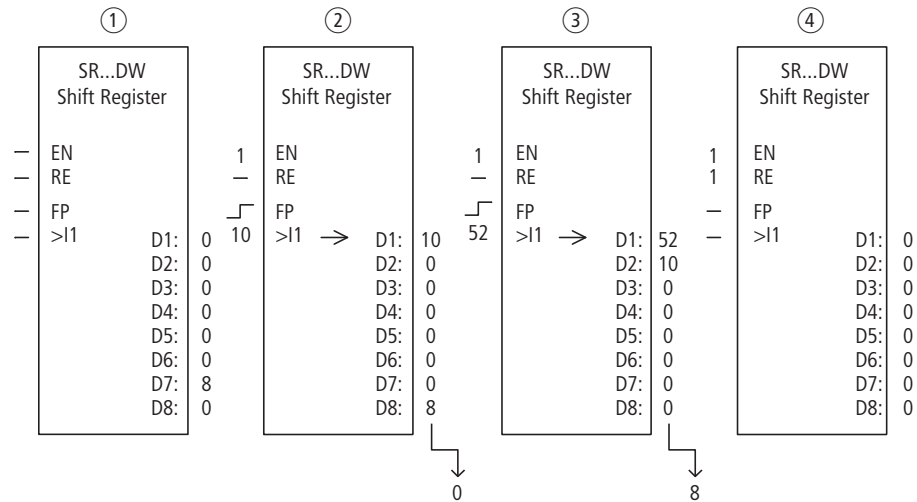 ① ② ③ ④
SR...DW SR...DW SR...DW SR...DW
Shift Register Shift Register Shift Register Shift Register
– EN 1 EN 1 EN 1 EN
– RE – RE – RE 1 RE
– FP FP FP – FP
– >I1 D1: 0 10 >I1 → D1: 10 52 >I1 → D1: 52 – >I1 D1: 0
D2: 0 D2: 0 D2: 10 D2: 0
D3: 0 D3: 0 D3: 0 D3: 0
D4: 0 D4: 0 D4: 0 D4: 0
D5: 0 D5: 0 D5: 0 D5: 0
D6: 0 D6: 0 D6: 0 D6: 0
D7: 8 D7: 0 D7: 0 D7: 0
D8: 0 D8: 8 D8: 0 D8: 0
0 8